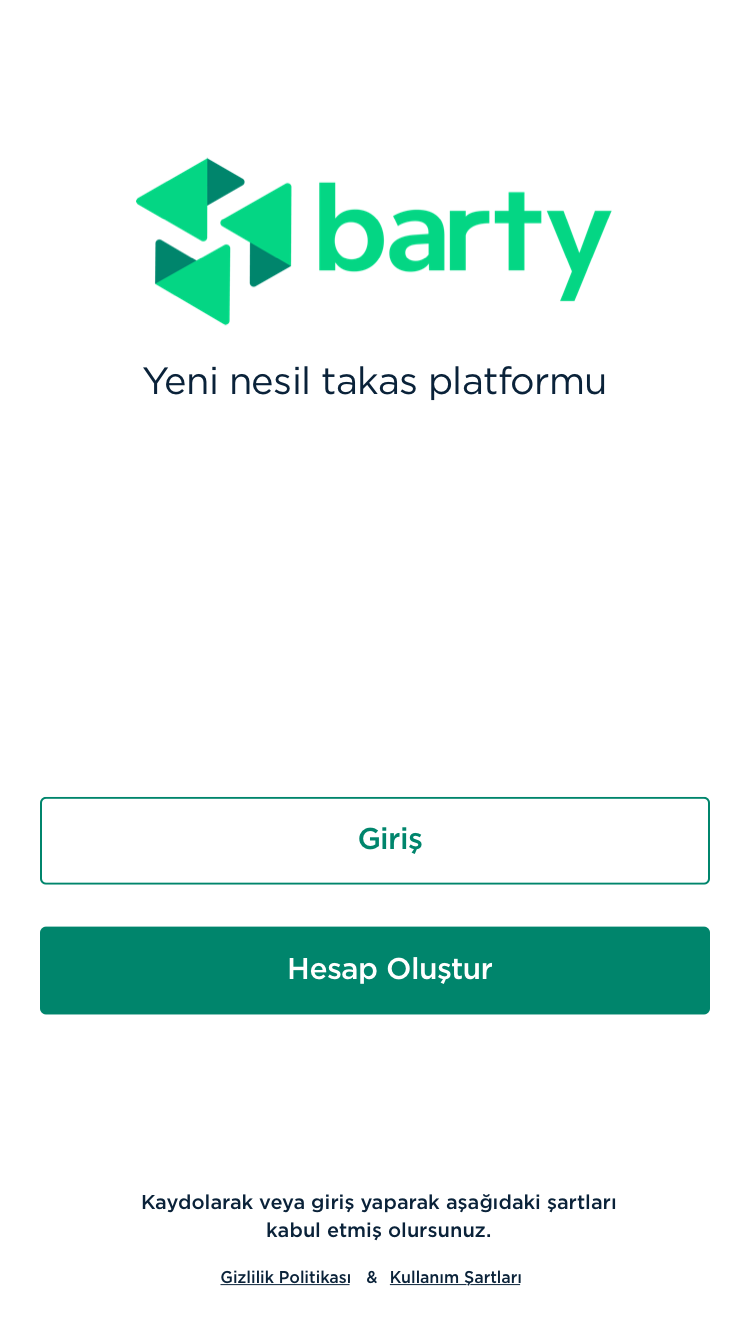 barty
Yeni nesil takas platformu
Giriş
Hesap Oluştur
Kaydolarak veya giriş yaparak aşağıdaki şartları
kabul etmiş olursunuz.
Gizlilik Politikası & Kullanım Şartları